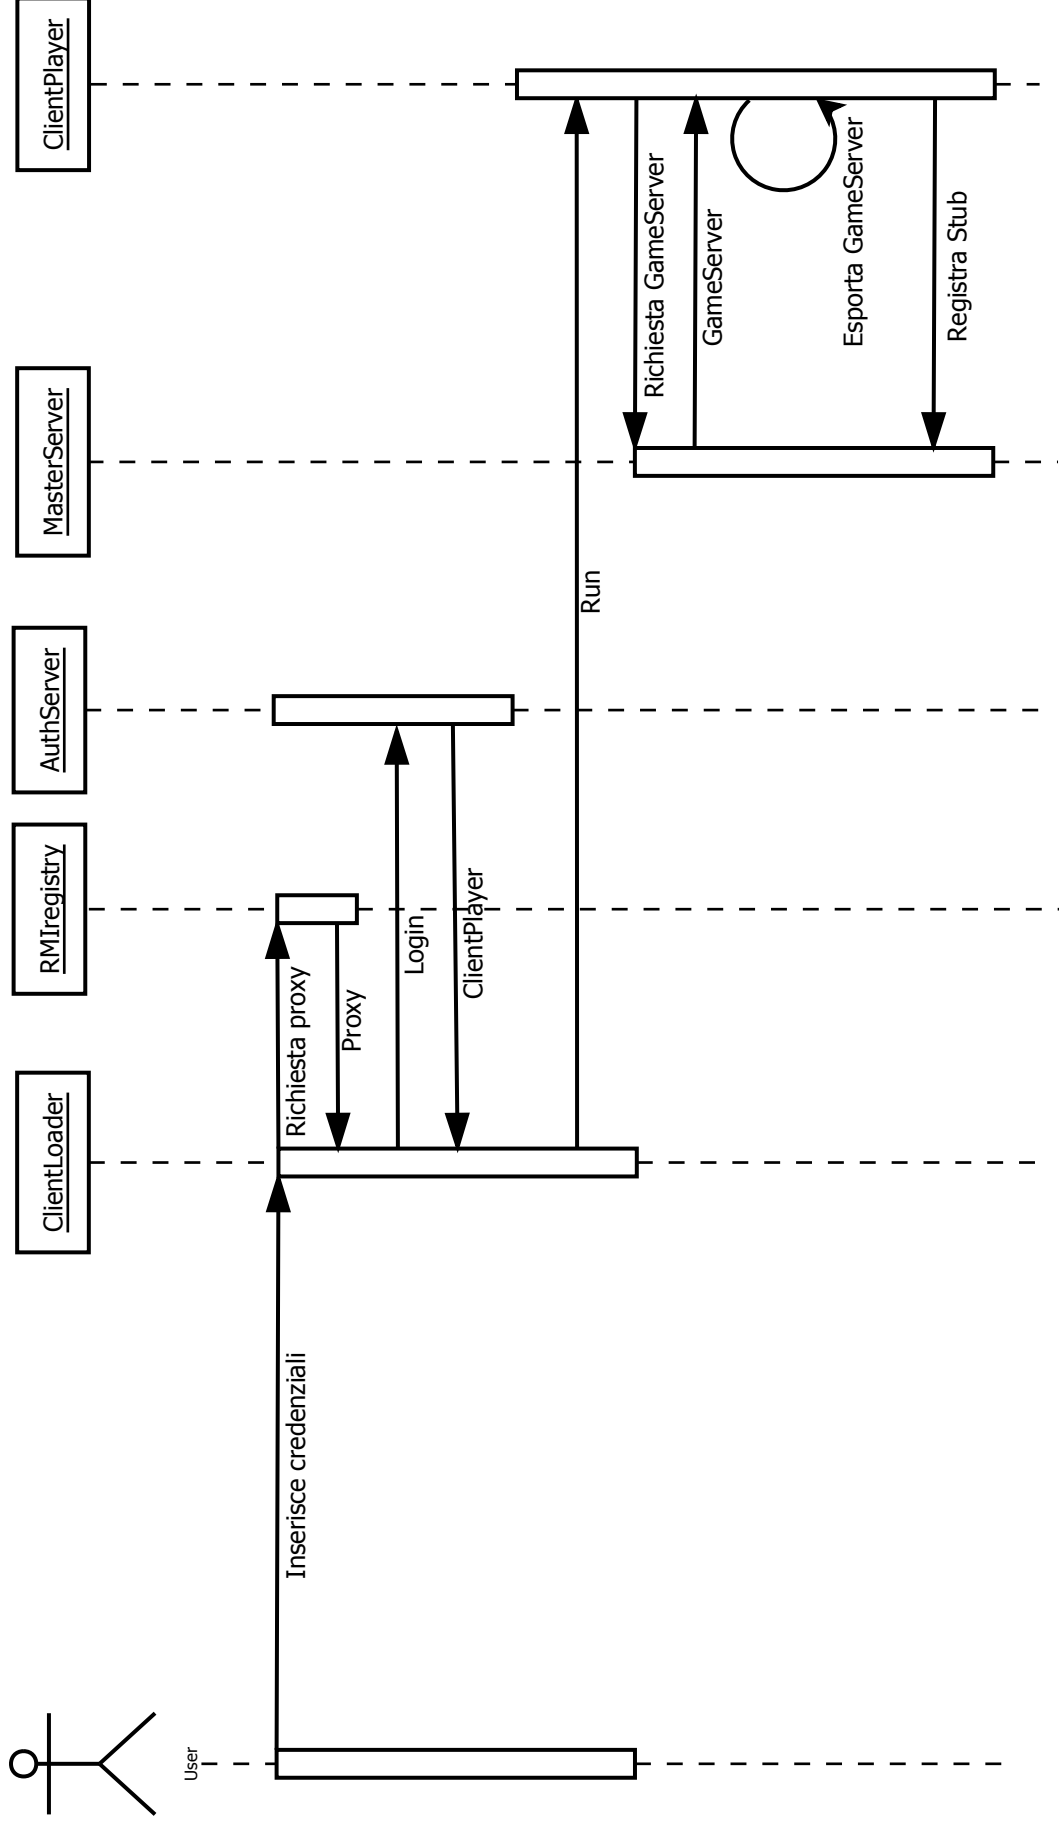 User
ClientLoader
RMIregistry
AuthServer
MasterServer
ClientPlayer
Inserisce credenziali
Richiesta proxy
Proxy
Login
ClientPlayer
Run
Richiesta GameServer
GameServer
Esporta GameServer
Registra Stub